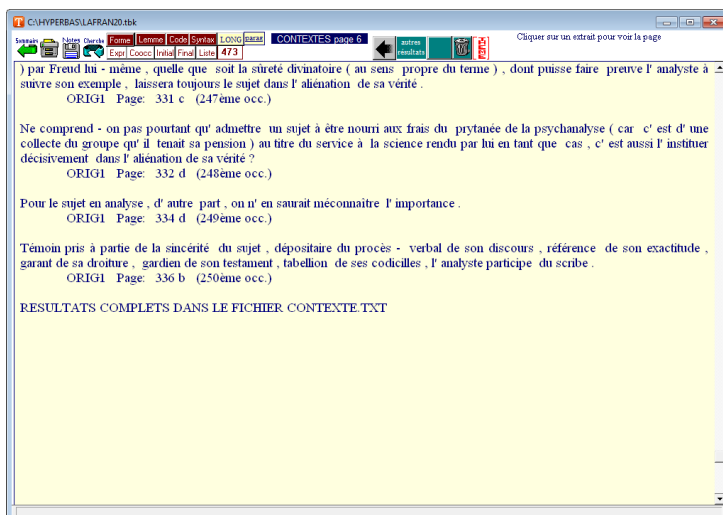 C:\HYPERBAS\LAFRAN20.tbk
Sommaire Notes Cherche Forme Lemme Code Syntax LONG parax CONTEXTES page 6 autres Cliquer sur un extrait pour voir la page
Expr Coocc Initial Final Liste 473 résultats
) par Freud lui - même , quelle que soit la sûreté divinatoire ( au sens propre du terme ) , dont puisse faire preuve l' analyste à
suivre son exemple , laissera toujours le sujet dans l' aliénation de sa vérité .
ORIG1 Page: 331 c (247ème occ.)
Ne comprend - on pas pourtant qu' admettre un sujet à être nourri aux frais du prytanée de la psychanalyse ( car c' est d' une
collecte du groupe qu' il tenait sa pension ) au titre du service à la science rendu par lui en tant que cas , c' est aussi l' instituer
décisivement dans l' aliénation de sa vérité ?
ORIG1 Page: 332 d (248ème occ.)
Pour le sujet en analyse , d' autre part , on n' en saurait méconnaître l' importance .
ORIG1 Page: 334 d (249ème occ.)
Témoin pris à partie de la sincérité du sujet , dépositaire du procès - verbal de son discours , référence de son exactitude ,
garant de sa droiture , gardien de son testament , tabellion de ses codicilles , l' analyste participe du scribe .
ORIG1 Page: 336 b (250ème occ.)
RESULTATS COMPLETS DANS LE FICHIER CONTEXTE.TXT